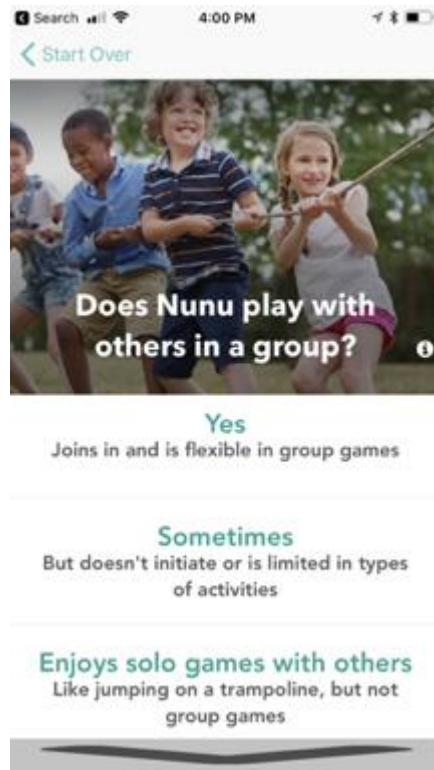 Search 4:00 PM
Start Over
Does Nunu play with
others in a group?
Yes
Joins in and is flexible in group games
Sometimes
But doesn't initiate or is limited in types
of activities
Enjoys solo games with others
Like jumping on a trampoline, but not
group games